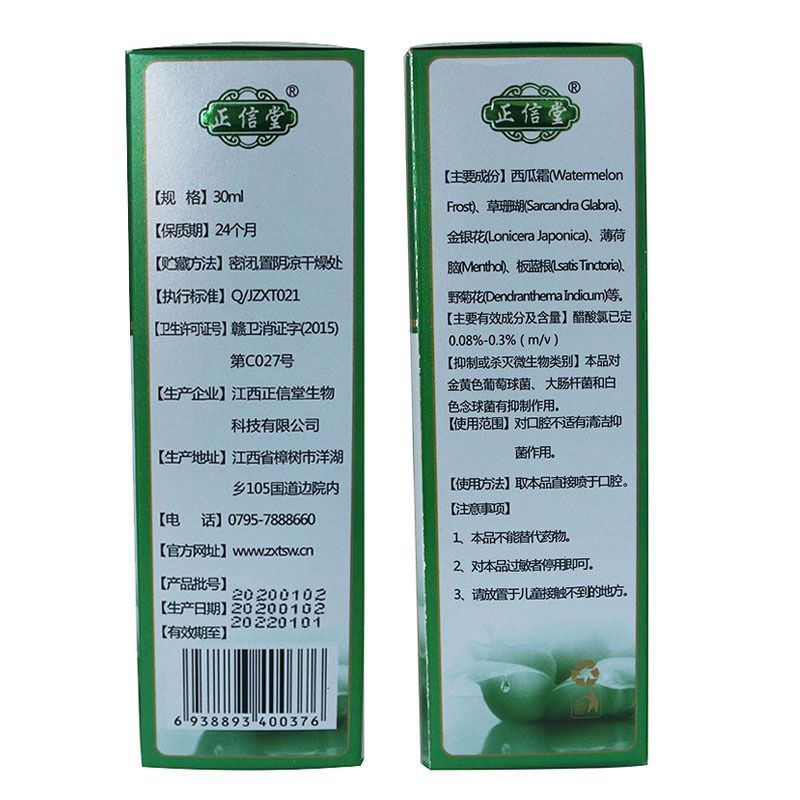 正信堂®
【规 格】30ml
【保质期】24个月
【贮藏方法】密闭,置阴凉干燥处
【执行标准】Q/JZXT021
【卫生许可证号】赣卫消证字(2015)
第C027号
【生产企业】江西正信堂生物
科技有限公司
【生产地址】江西省樟树市洋湖
乡105国道边院内
【电 话】0795-7888660
【官方网址】www.zxtsw.cn
【产品批号】20200102
【生产日期】20200102
【有效期至】20220101
6 938893 400376
正信堂®
【主要成份】西瓜霜(Watermelon
Frost)、草珊瑚(Sarcandra Glabra)、
金银花(Lonicera Japonica)、薄荷
脑(Menthol)、板蓝根(Lsatis Tinctoria)、
野菊花(Dendranthema Indicum)等。
【主要有效成分及含量】醋酸氯已定
0.08%-0.3%（m/v）
【抑制或杀灭微生物类别】本品对
金黄色葡萄球菌、大肠杆菌和白
色念球菌有抑制作用。
【使用范围】对口腔不适有清洁抑
菌作用。
【使用方法】取本品直接喷于口腔。
【注意事项】
1、本品不能替代药物。
2、对本品过敏者停用即可。
3、请放置于儿童接触不到的地方。